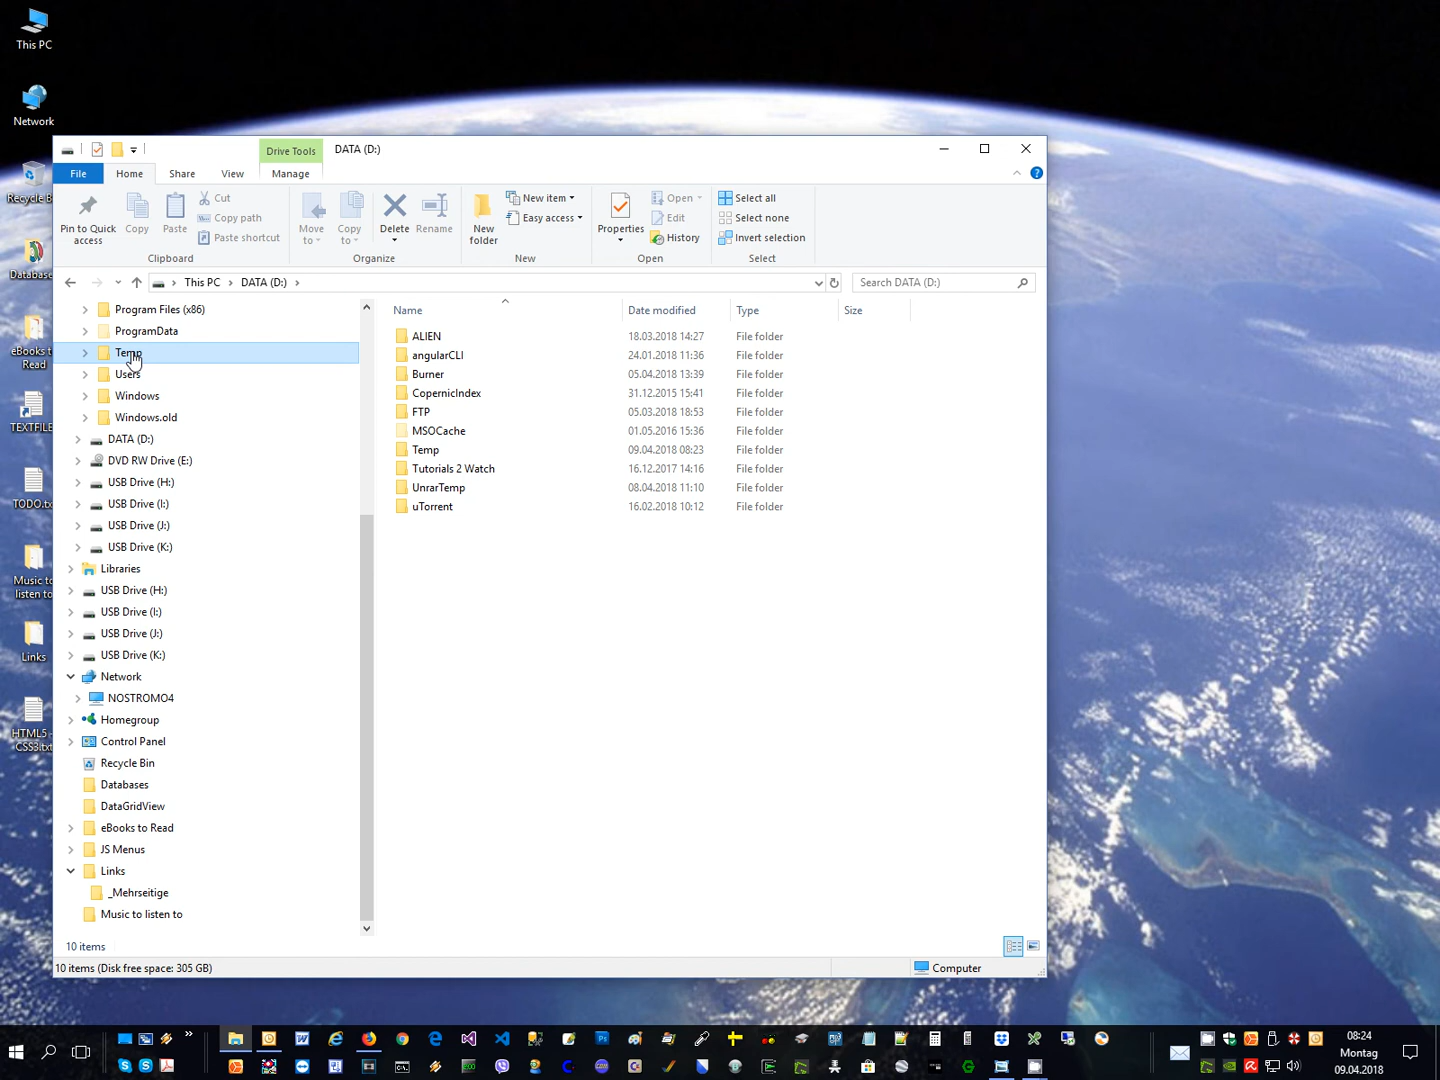 This PC
Network
Recycle B
Database
eBooks t
Read
TEXTFILE
TODO.tx
Music to
listen to
Links
HTML5 -
CSS3.txt
Drive Tools
DATA (D:)
File
Home
Share
View
Manage
Pin to Quick
access
Copy
Paste
Cut
Copy path
Paste shortcut
Clipboard
Move
to
Copy
to
Delete
Rename
Organize
New
folder
New item
Easy access
New
Properties
Open
Edit
History
Open
Select all
Select none
Invert selection
Select
This PC > DATA (D:) >
Search DATA (D:)
Program Files (x86)
ProgramData
Temp
Users
Windows
Windows.old
DATA (D:)
DVD RW Drive (E:)
USB Drive (H:)
USB Drive (I:)
USB Drive (J:)
USB Drive (K:)
Libraries
USB Drive (H:)
USB Drive (I:)
USB Drive (J:)
USB Drive (K:)
Network
NOSTROMO4
Homegroup
Control Panel
Recycle Bin
Databases
DataGridView
eBooks to Read
JS Menus
Links
_Mehrseitige
Music to listen to
Name Date modified Type Size
ALIEN 18.03.2018 14:27 File folder
angularCLI 24.01.2018 11:36 File folder
Burner 05.04.2018 13:39 File folder
CopernicIndex 31.12.2015 15:41 File folder
FTP 05.03.2018 18:53 File folder
MSOCache 01.05.2016 15:36 File folder
Temp 09.04.2018 08:23 File folder
Tutorials 2 Watch 16.12.2017 14:16 File folder
UnrarTemp 08.04.2018 11:10 File folder
uTorrent 16.02.2018 10:12 File folder
10 items
10 items (Disk free space: 305 GB)
Computer
08:24
Montag
09.04.2018